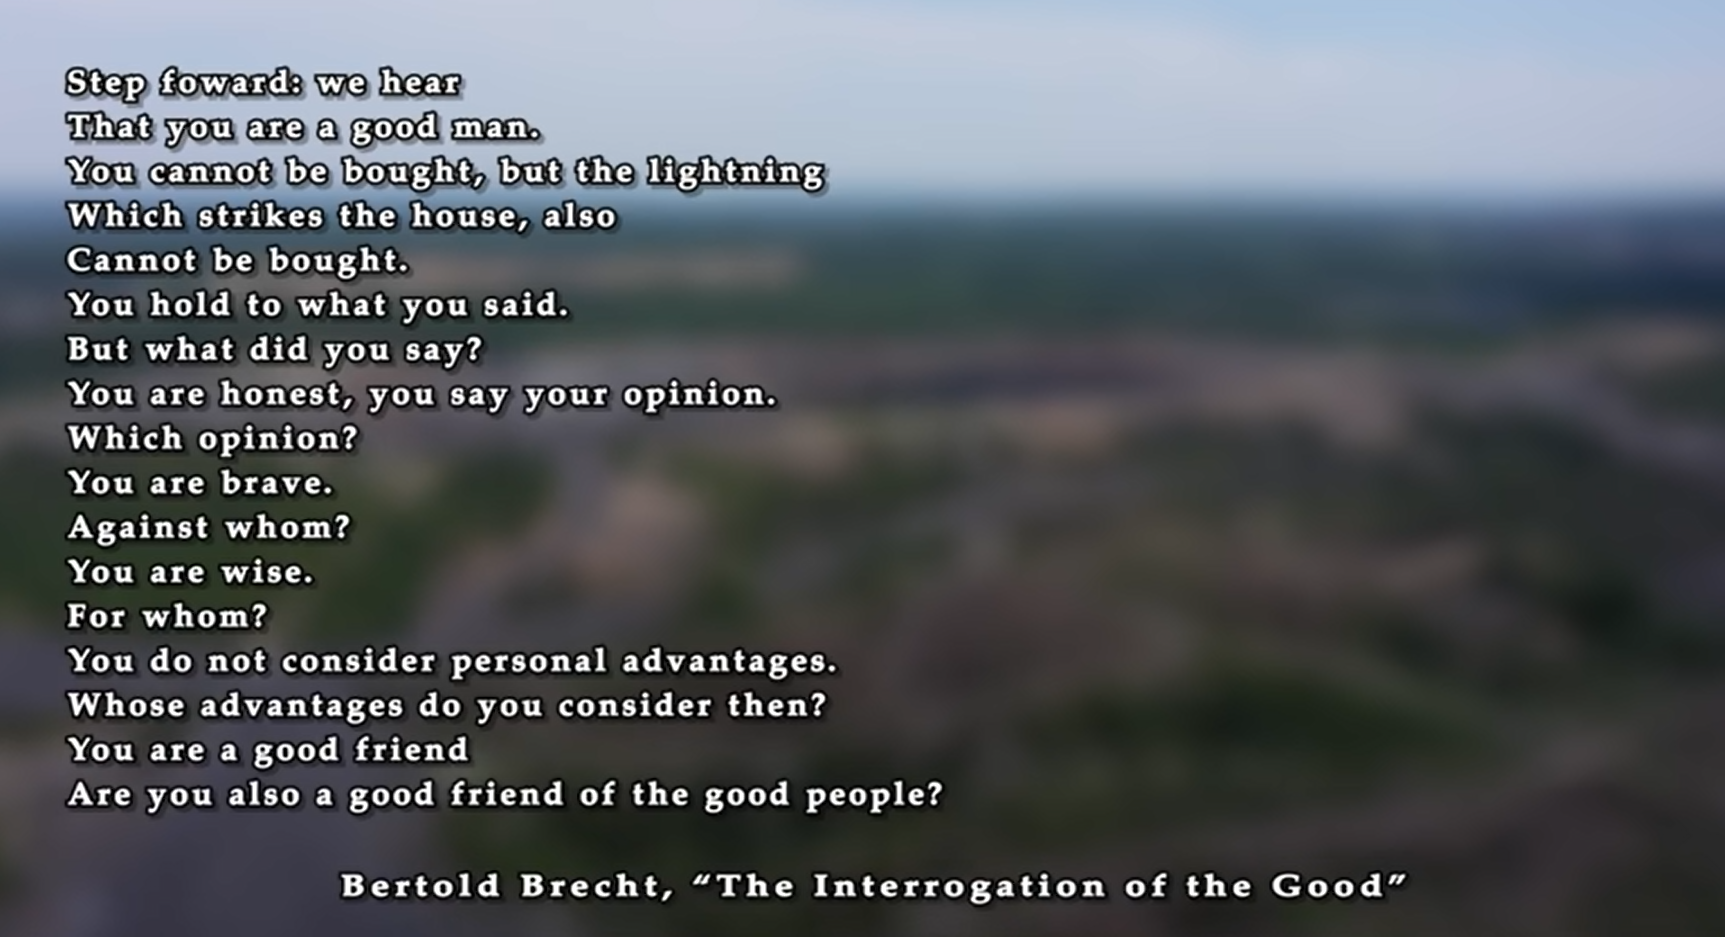 Step foward: we hear
That you are a good man.
You cannot be bought, but the lightning
Which strikes the house, also
Cannot be bought.
You hold to what you said.
But what did you say?
You are honest, you say your opinion.
Which opinion?
You are brave.
Against whom?
You are wise.
For whom?
You do not consider personal advantages.
Whose advantages do you consider then?
You are a good friend
Are you also a good friend of the good people?
Bertold Brecht, “The Interrogation of the Good”